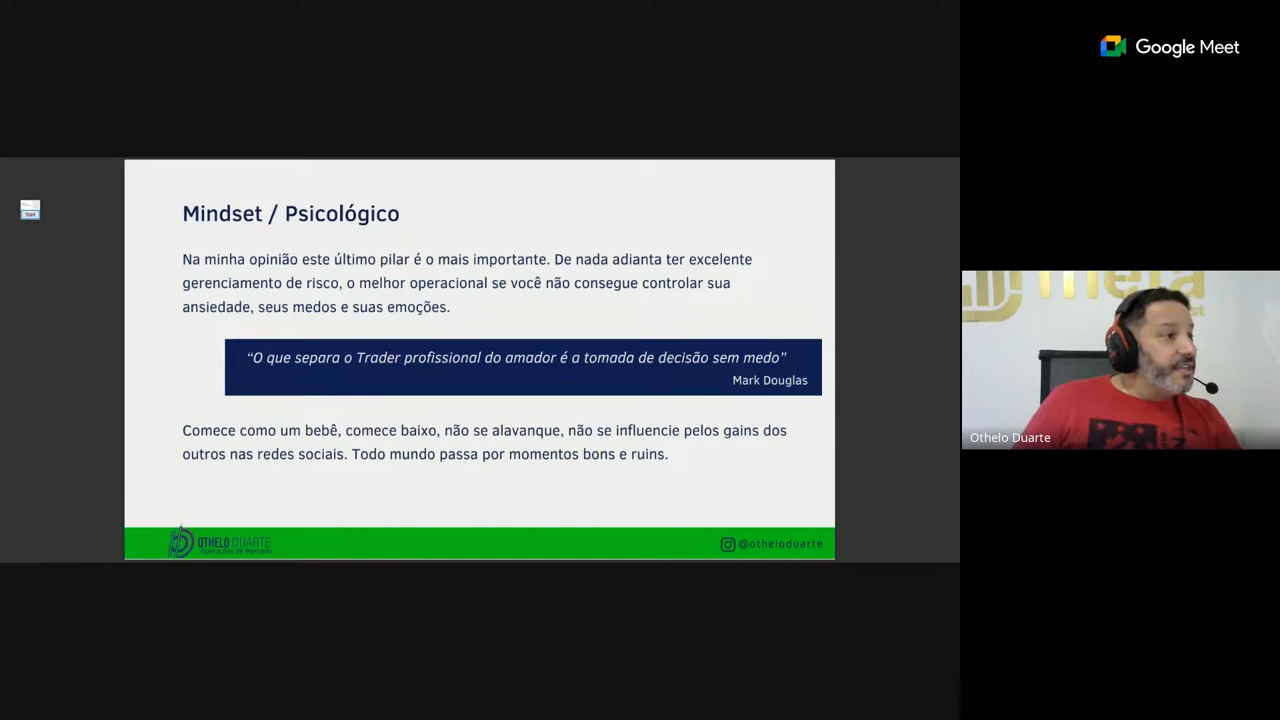 Google Meet
Start
Mindset / Psicológico
Na minha opinião este último pilar é o mais importante. De nada adianta ter excelente
gerenciamento de risco, o melhor operacional se você não consegue controlar sua
ansiedade, seus medos e suas emoções.
“O que separa o Trader profissional do amador é a tomada de decisão sem medo”
Mark Douglas
Comece como um bebê, comece baixo, não se alavanque, não se influencie pelos gains dos
outros nas redes sociais. Todo mundo passa por momentos bons e ruins.
OTHELO DUARTE
Operações de Mercado
@otheloduarte
Othelo Duarte